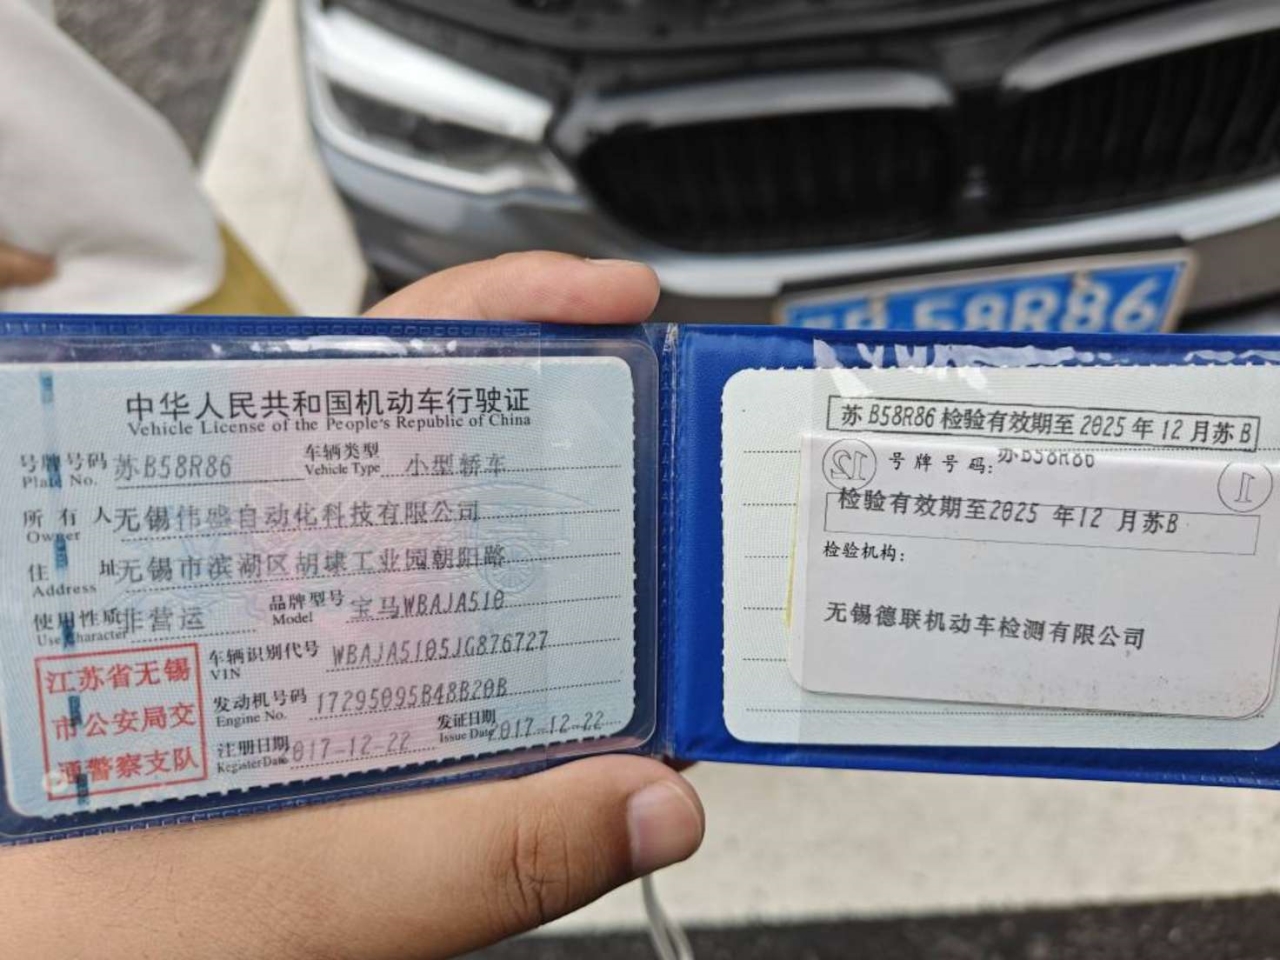 58R86
中华人民共和国机动车行驶证
Vehicle License of the People's Republic of China
号牌号码 苏B58R86 车辆类型 小型轿车
Plate No. Vehicle Type
所有人 无锡伟盛自动化科技有限公司
Owner
住址 无锡市滨湖区胡埭工业园朝阳路
Address
使用性质 非营运 品牌型号 宝马WBAJA510
Use Character Model
车辆识别代号 WBAJA5105JG876727
VIN
发动机号码 17295095B48B20B
Engine No.
注册日期 017-12-22 发证日期 2017-12-22
Register Date Issue Date
江苏省无锡
市公安局交
通警察支队
苏B58R86 检验有效期至2025年12月苏B
12 号牌号码: 苏B58R86 1
检验有效期至2025 年12 月苏B
检验机构:
无锡德联机动车检测有限公司